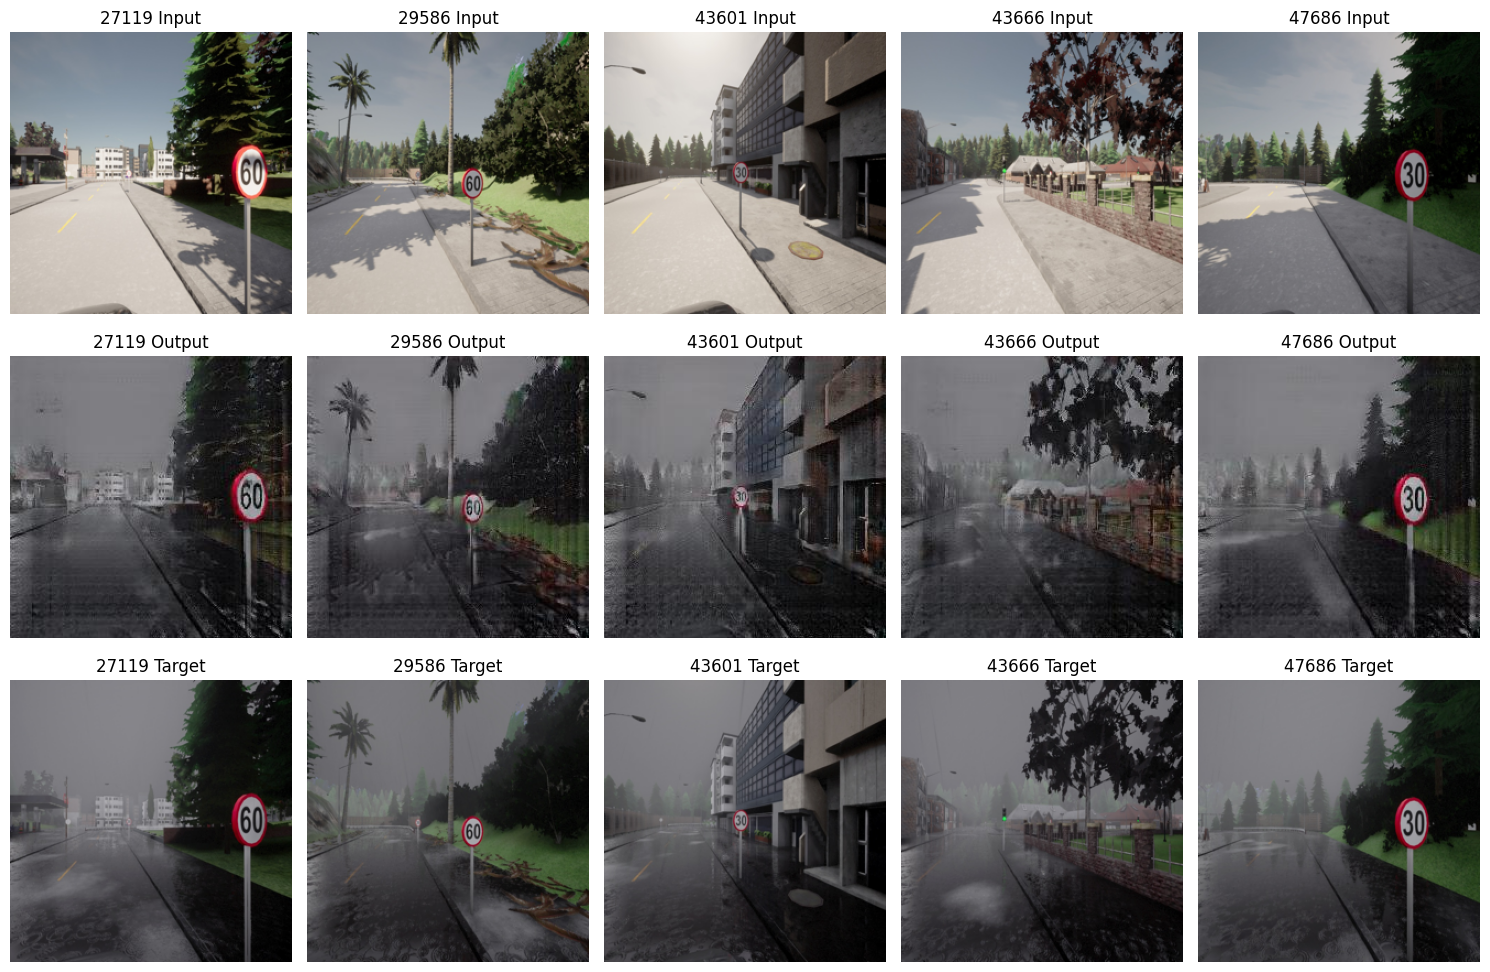 27119 Input
29586 Input
43601 Input
43666 Input
47686 Input
60
60
30
30
27119 Output
29586 Output
43601 Output
43666 Output
47686 Output
60
60
30
30
27119 Target
29586 Target
43601 Target
43666 Target
47686 Target
60
60
30
30